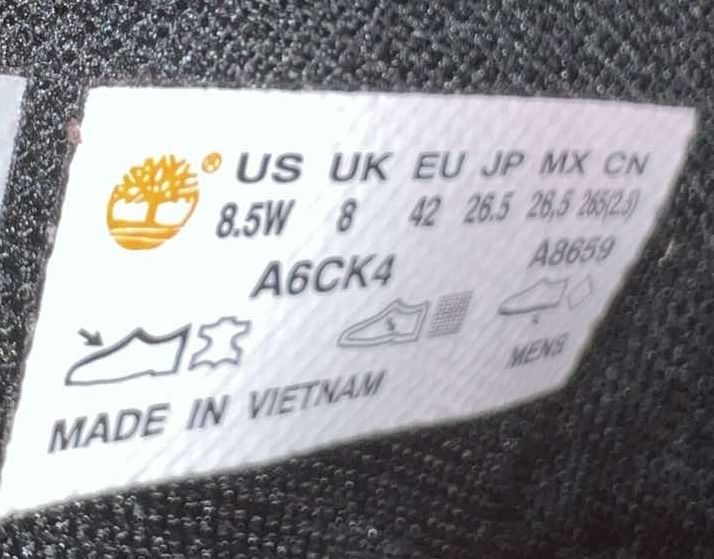 ® US UK EU JP MX CN
8.5W 8 42 26.5 26,5 265(2.5)
A6CK4 A8659
MENS
MADE IN VIETNAM